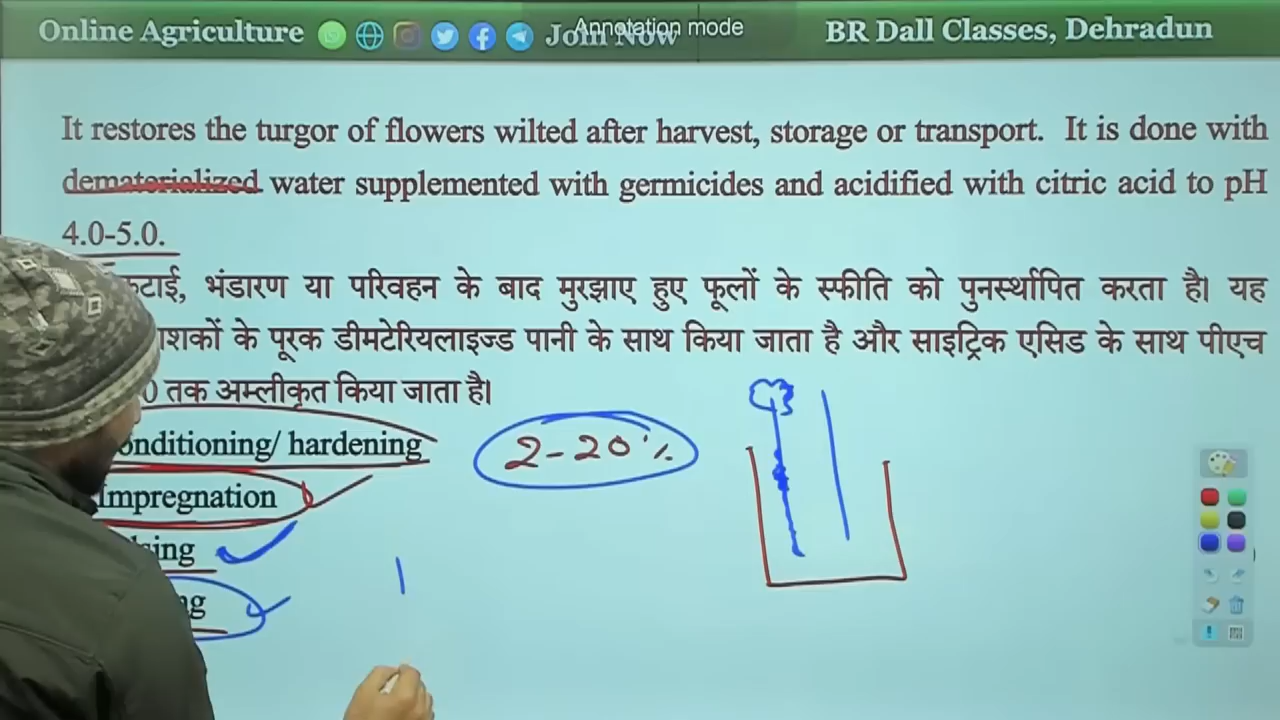 Online Agriculture Join Now Annotation mode BR Dall Classes, Dehradun
It restores the turgor of flowers wilted after harvest, storage or transport. It is done with
dematerialized water supplemented with germicides and acidified with citric acid to pH
4.0-5.0.
भंडारण या परिवहन के बाद मुरझाए हुए फूलों के स्फीति को पुनर्स्थापित करता है। यह
के पूरक डीमटेरियलाइज्ड पानी के साथ किया जाता है और साइट्रिक एसिड के साथ पीएच
0 तक अम्लीकृत किया जाता है।
onditioning/ hardening 2-20%
Impregnation
sing
ng